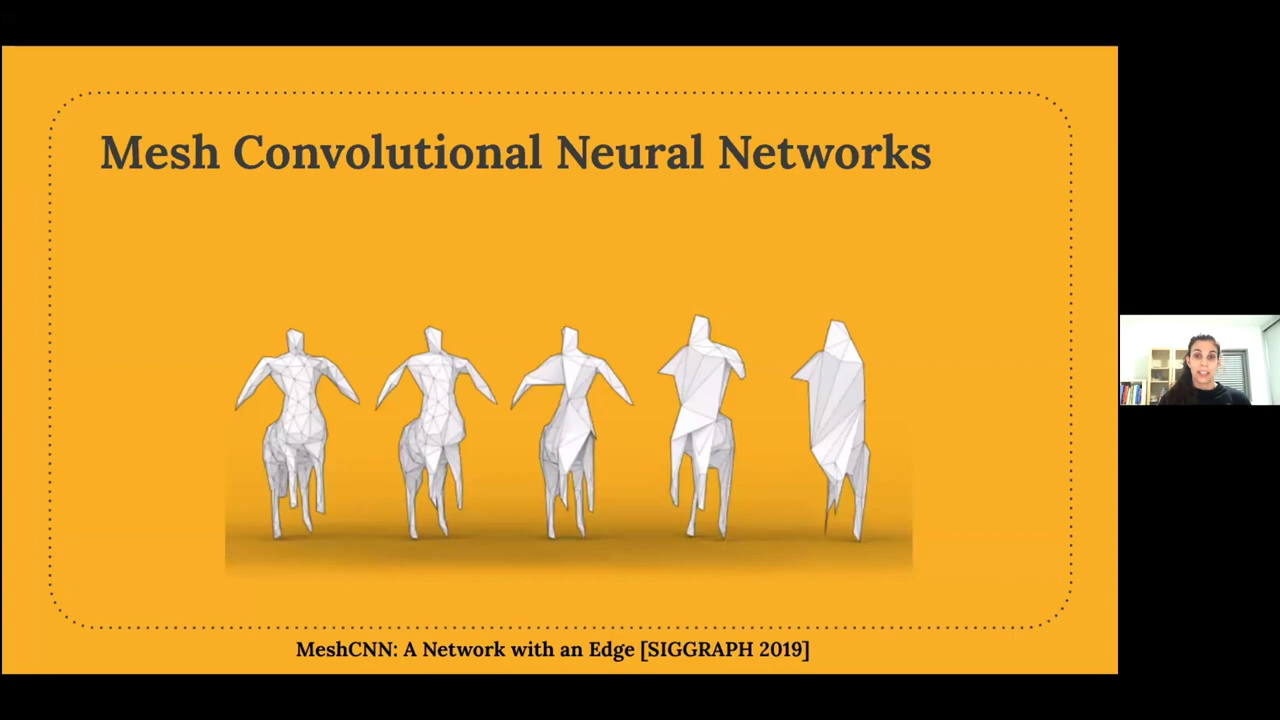 Mesh Convolutional Neural Networks
MeshCNN: A Network with an Edge [SIGGRAPH 2019]